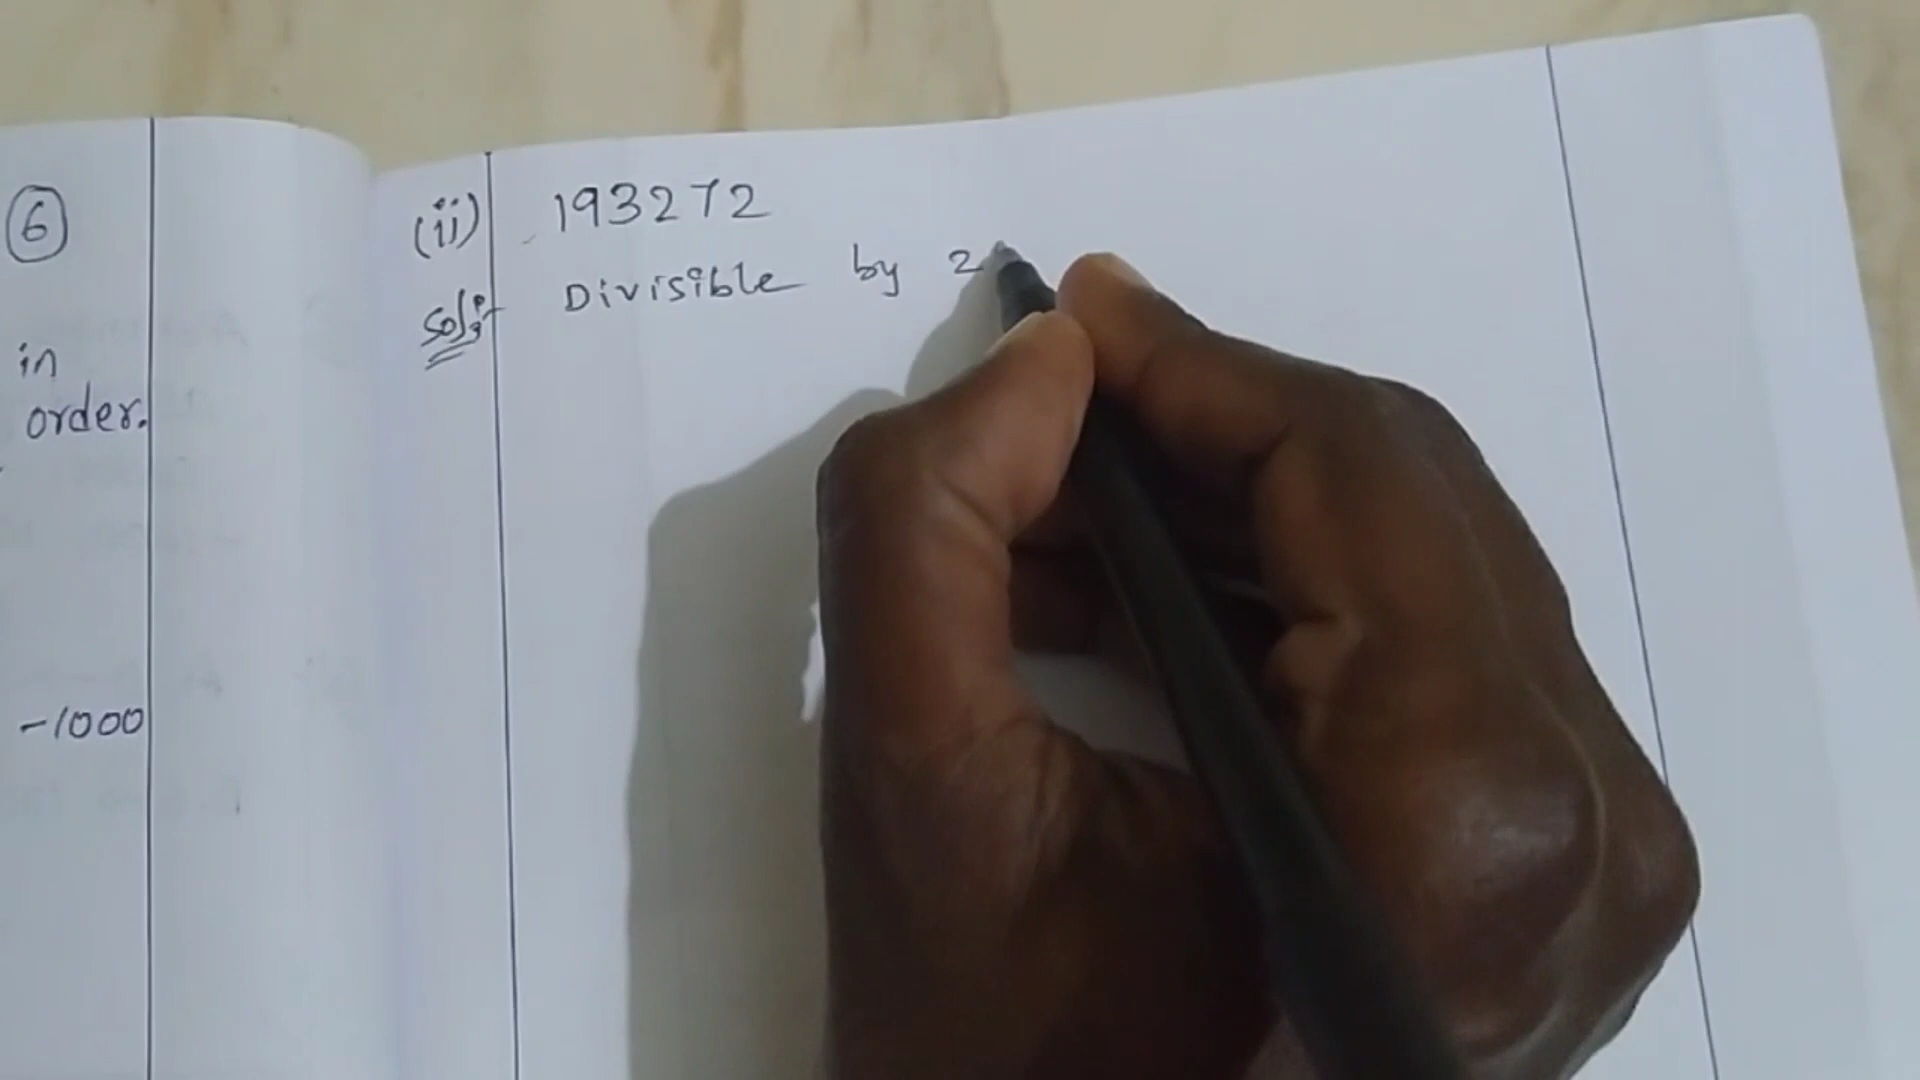 6
in
order.
-1000
(ii) 193272
Sol:- Divisible by 2